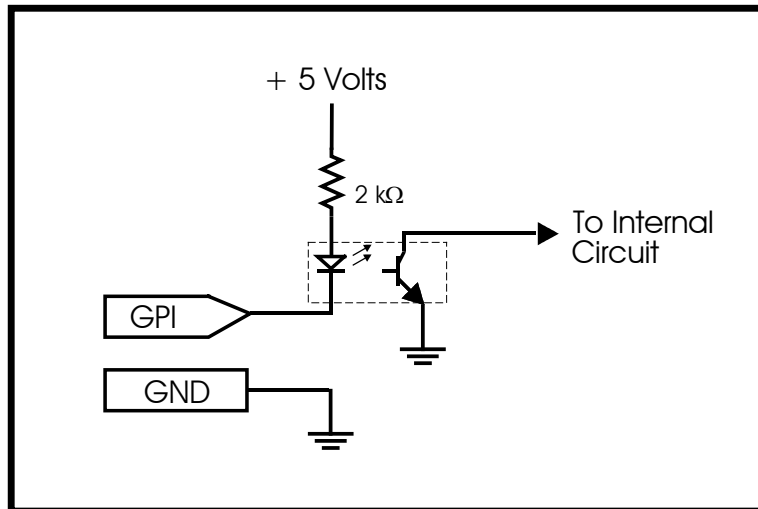 + 5 Volts
2 kΩ
To Internal
Circuit
GPI
GND